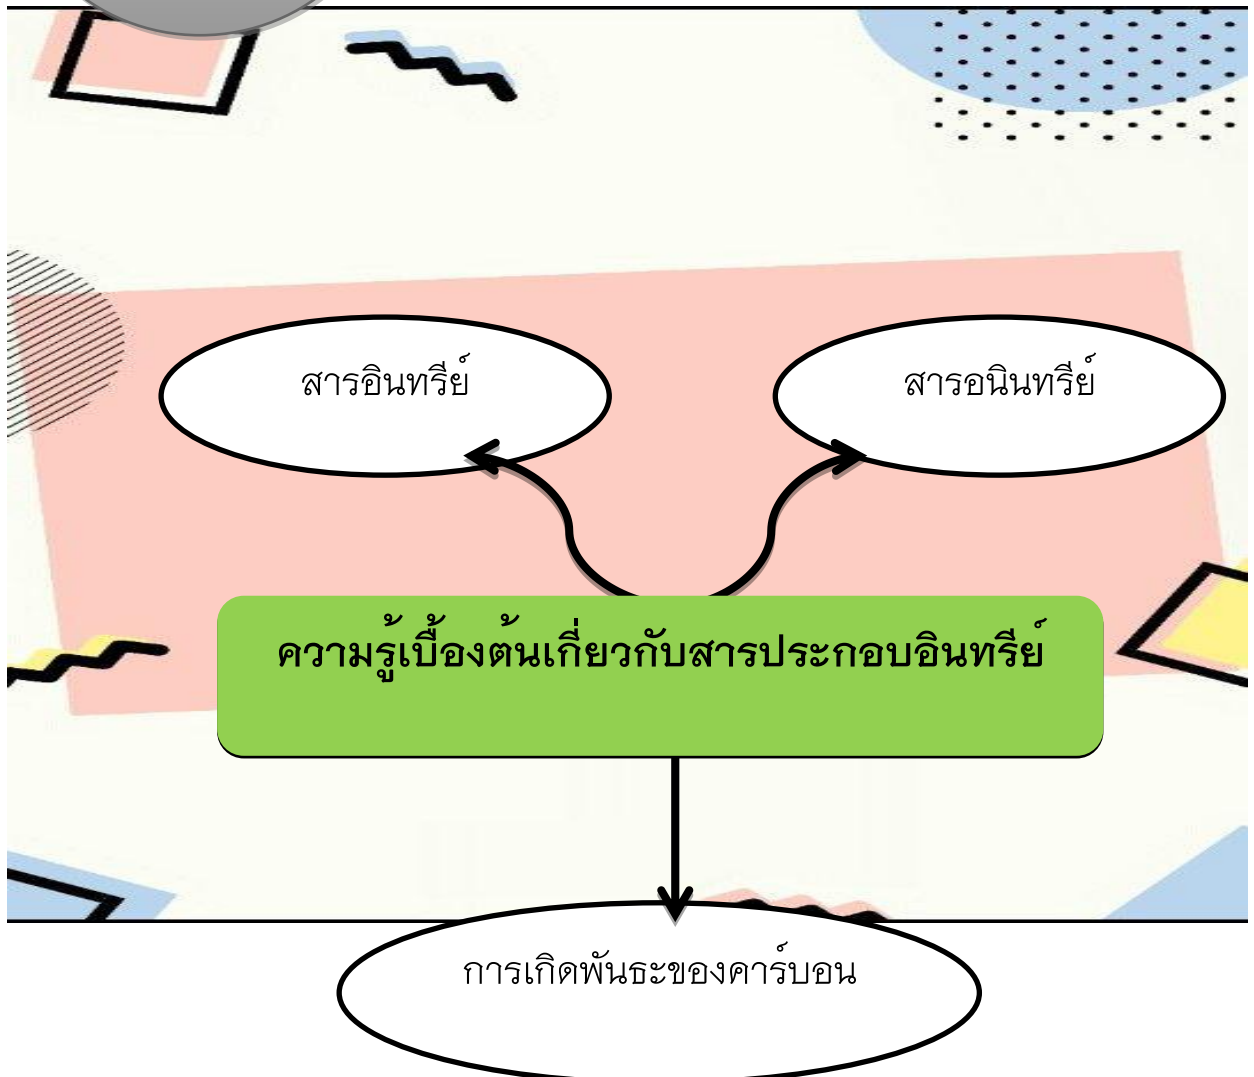 สารอินทรีย์
สารอนินทรีย์
ความรู้เบื้องต้นเกี่ยวกับสารประกอบอินทรีย์
การเกิดพันธะของคาร์บอน